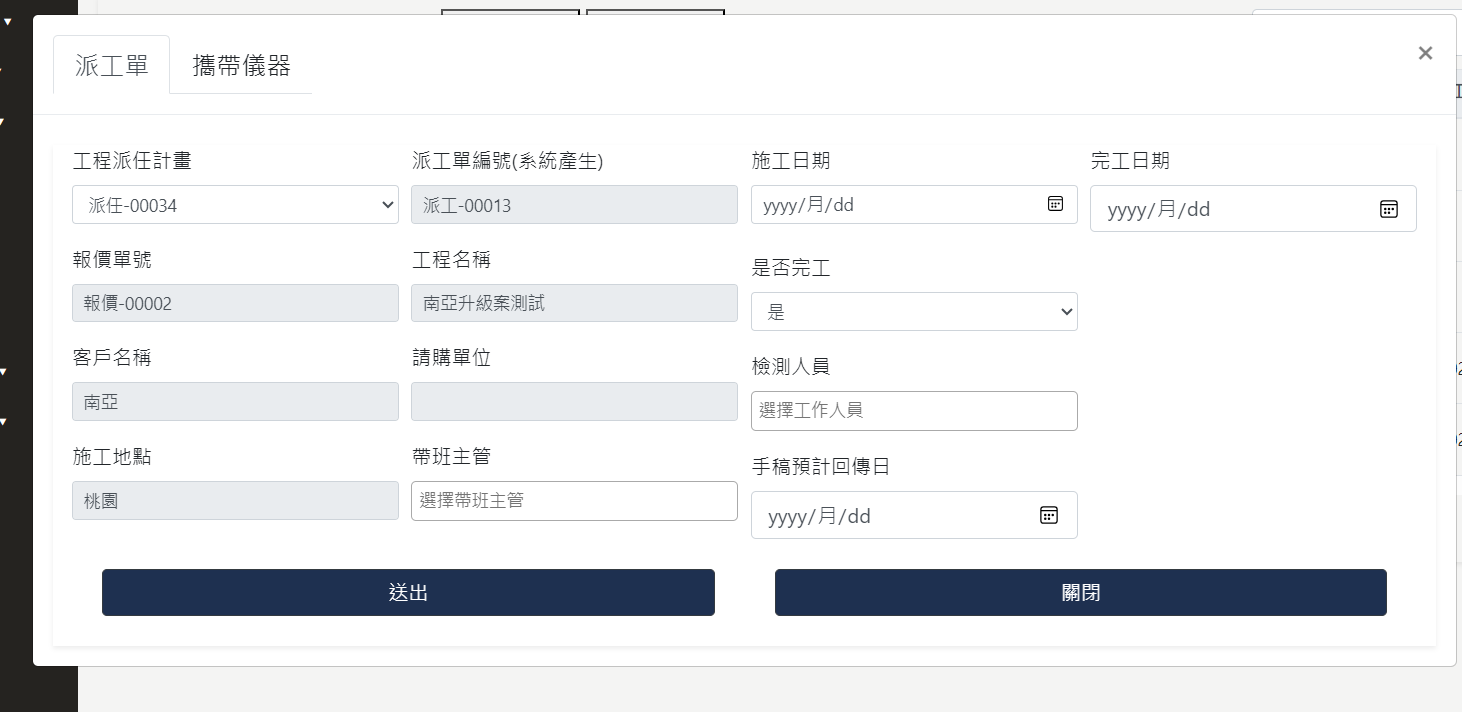 派工單
攜帶儀器
×
工程派任計畫
派工單編號(系統產生)
施工日期
完工日期
派任-00034
派工-00013
yyyy/月/dd
yyyy/月/dd
報價單號
工程名稱
是否完工
報價-00002
南亞升級案測試
是
客戶名稱
請購單位
檢測人員
南亞
選擇工作人員
施工地點
帶班主管
手稿預計回傳日
桃園
選擇帶班主管
yyyy/月/dd
送出
關閉